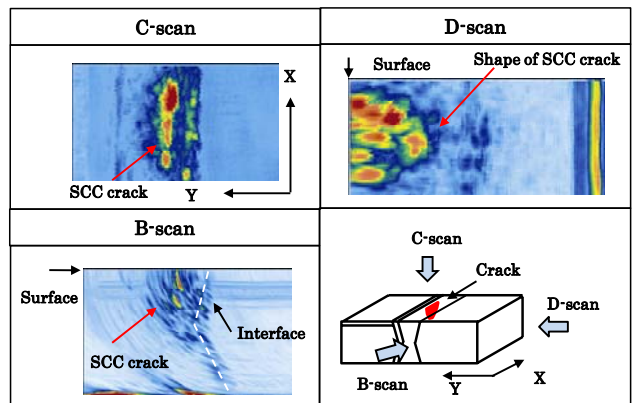 C-scan
X
SCC crack
Y
D-scan
Surface
Shape of SCC crack
B-scan
Surface
Interface
SCC crack
C-scan
Crack
D-scan
B-scan
Y
X